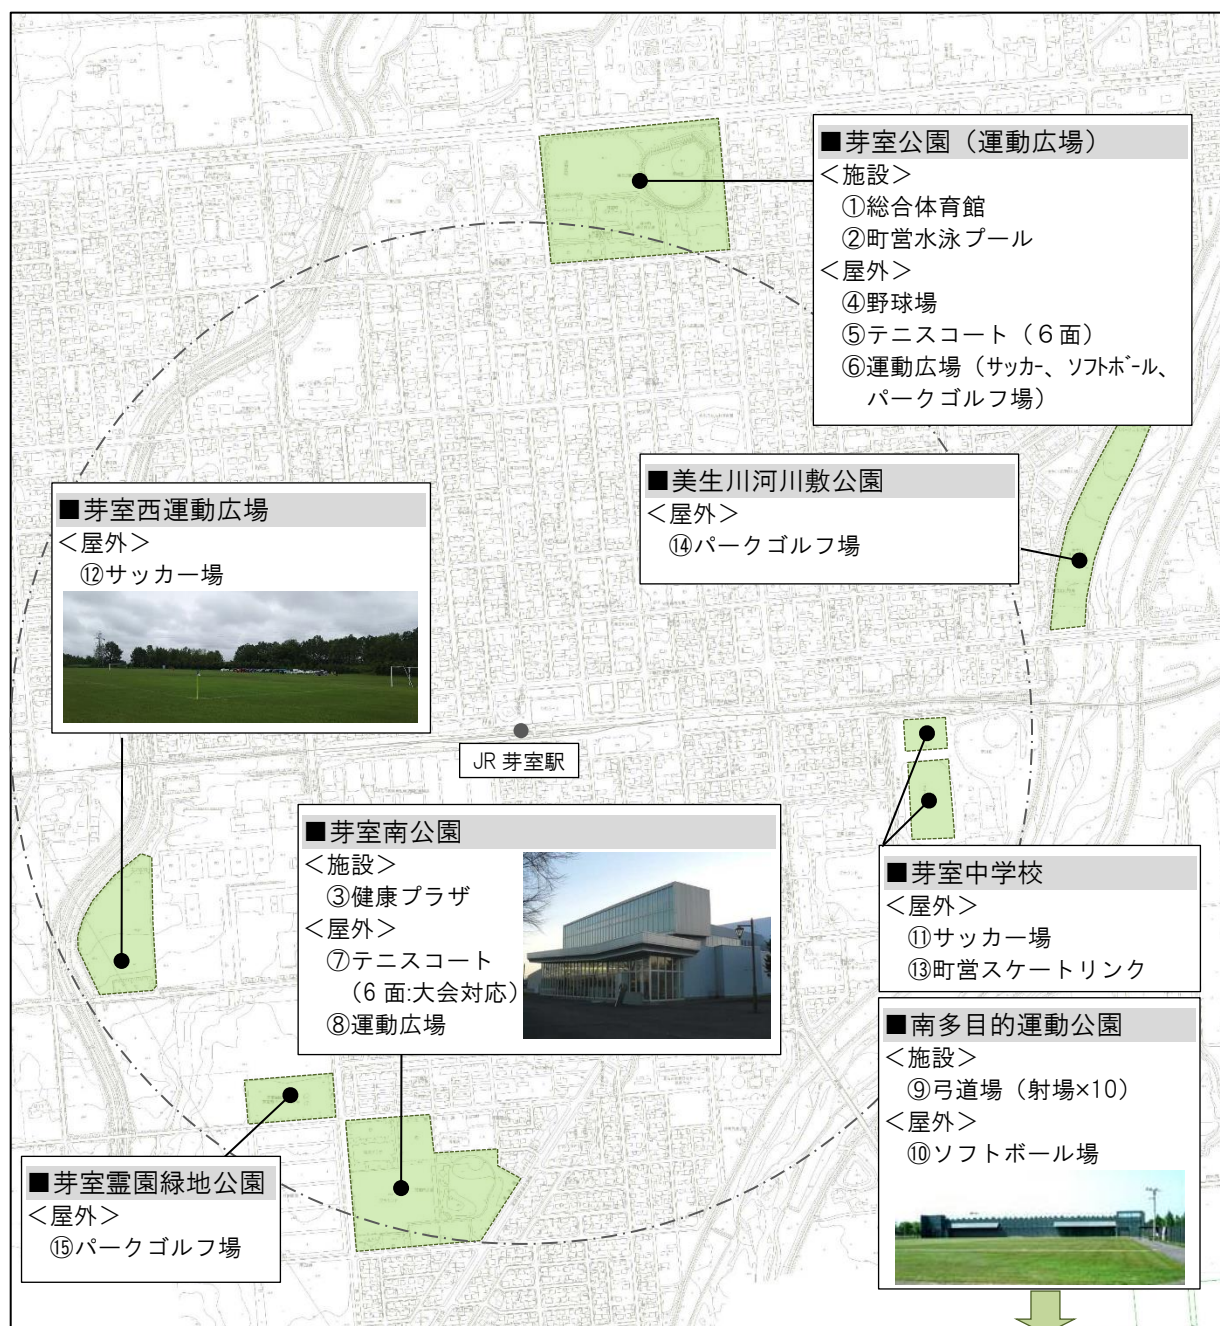 ■芽室公園（運動広場）
＜施設＞
①総合体育館
②町営水泳プール
＜屋外＞
④野球場
⑤テニスコート（６面）
⑥運動広場（ｻｯｶｰ、ｿﾌﾄﾎﾞｰﾙ、
パークゴルフ場）
■美生川河川敷公園
＜屋外＞
⑭パークゴルフ場
■芽室西運動広場
＜屋外＞
⑫サッカー場
JR 芽室駅
■芽室南公園
＜施設＞
③健康プラザ
＜屋外＞
⑦テニスコート
（6 面:大会対応）
⑧運動広場
■芽室中学校
＜屋外＞
⑪サッカー場
⑬町営スケートリンク
■南多目的運動公園
＜施設＞
⑨弓道場（射場×10）
＜屋外＞
⑩ソフトボール場
■芽室霊園緑地公園
＜屋外＞
⑮パークゴルフ場